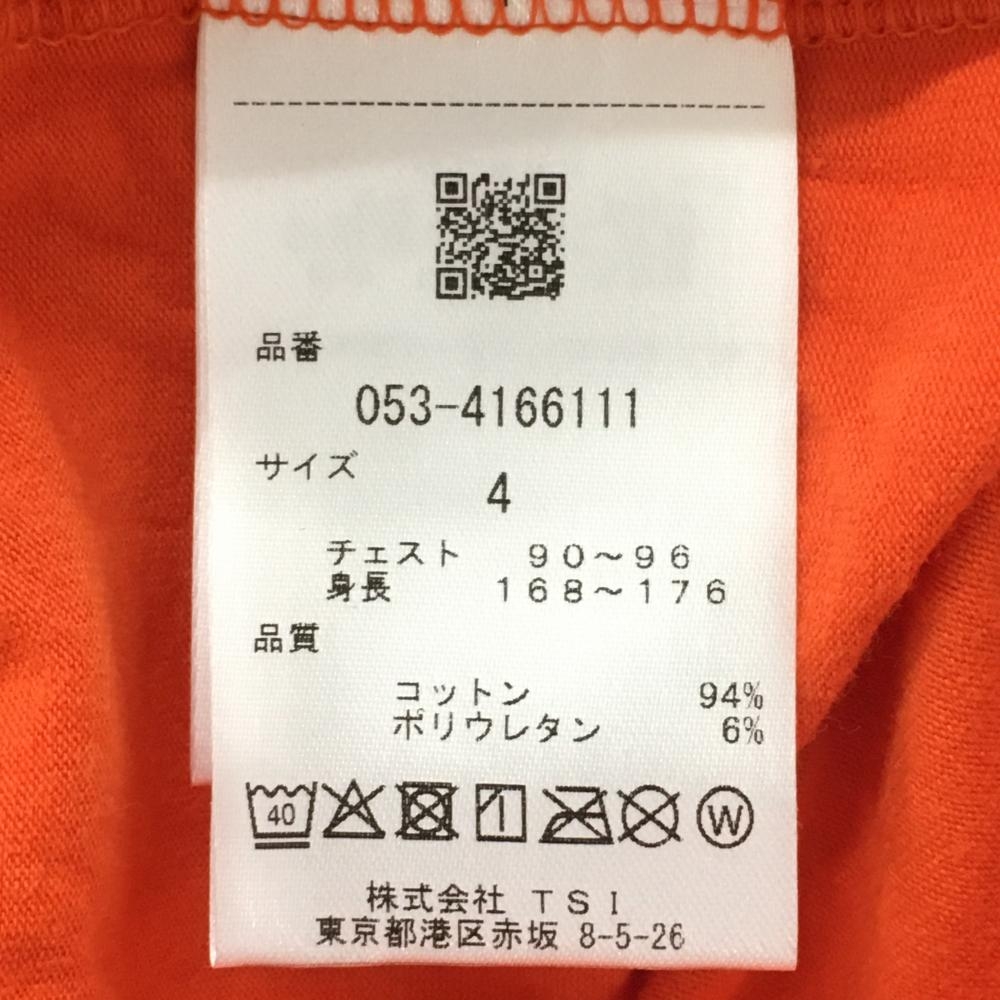 品番
053-4166111
サイズ
4
チェスト 90～96
身長 168～176
品質
コットン 94%
ポリウレタン 6%
40 W
株式会社 TSI
東京都港区赤坂 8-5-26